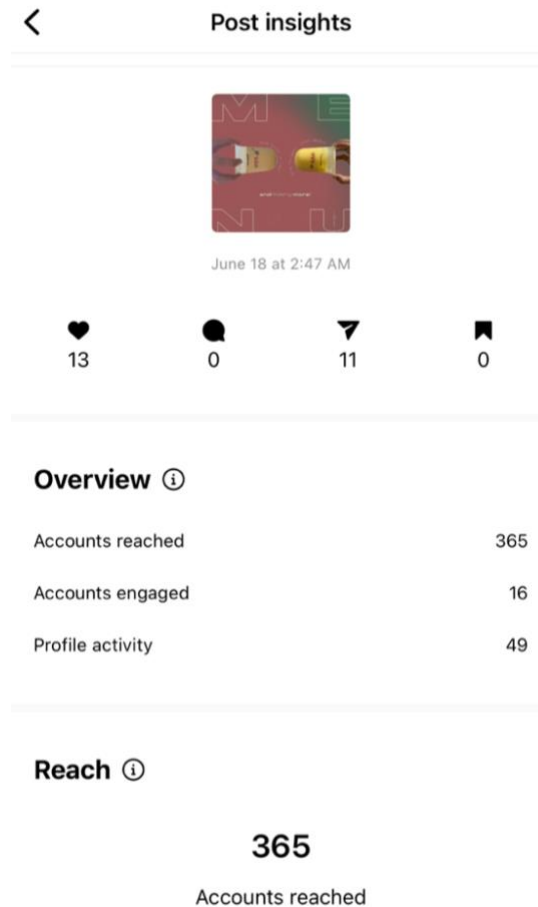 Post insights
M E
N U
June 18 at 2:47 AM
13 0 11 0
Overview
Accounts reached 365
Accounts engaged 16
Profile activity 49
Reach
365
Accounts reached